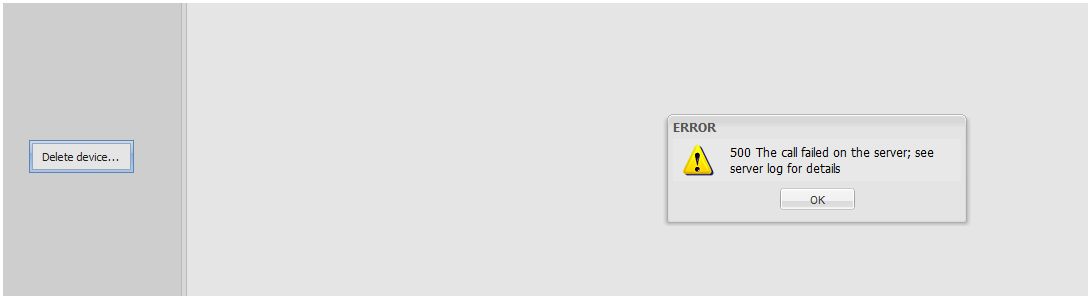 ERROR
500 The call failed on the server; see
server log for details
Delete device...
OK